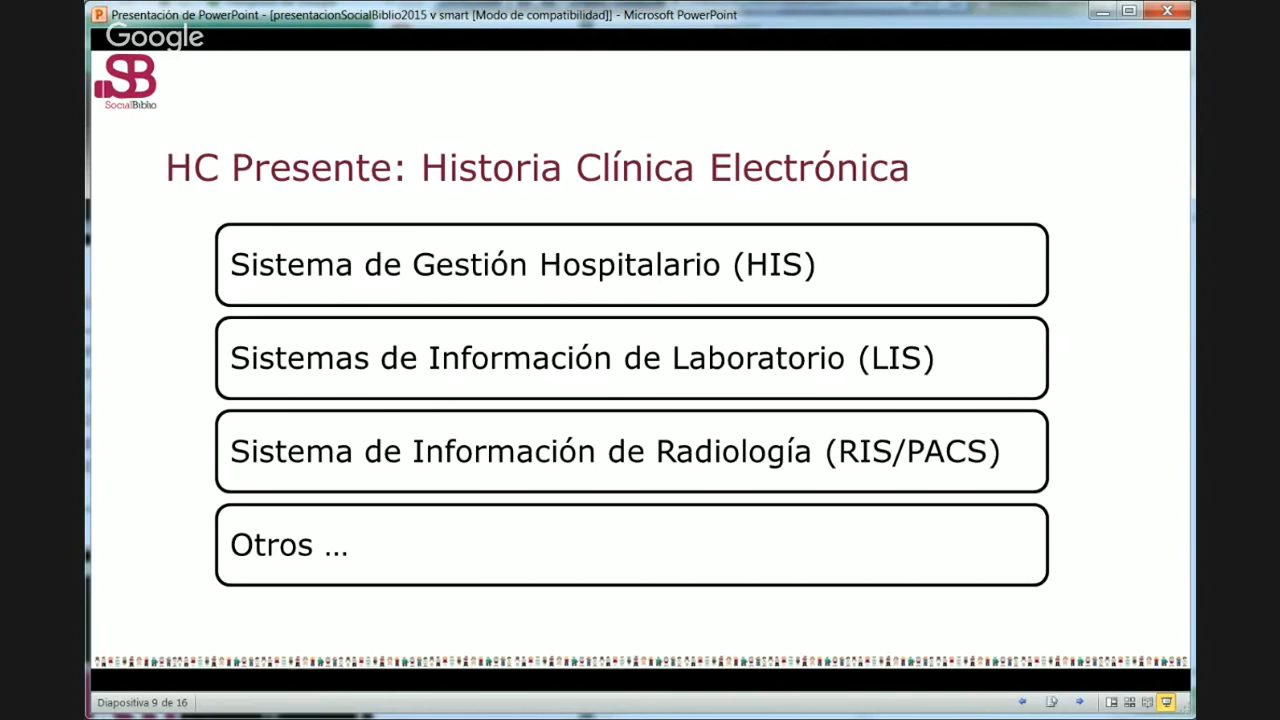 Presentación de PowerPoint - [presentacionSocialBiblio2015 v smart [Modo de compatibilidad]] - Microsoft PowerPoint
Google
SB
SocialBiblio
HC Presente: Historia Clínica Electrónica
Sistema de Gestión Hospitalario (HIS)
Sistemas de Información de Laboratorio (LIS)
Sistema de Información de Radiología (RIS/PACS)
Otros ...
Diapositiva 9 de 16